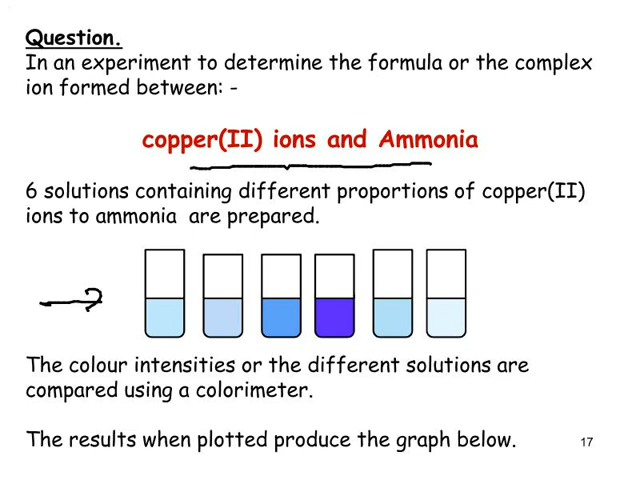 Question.
In an experiment to determine the formula or the complex
ion formed between: -
copper(II) ions and Ammonia
6 solutions containing different proportions of copper(II)
ions to ammonia are prepared.
The colour intensities or the different solutions are
compared using a colorimeter.
The results when plotted produce the graph below.
17